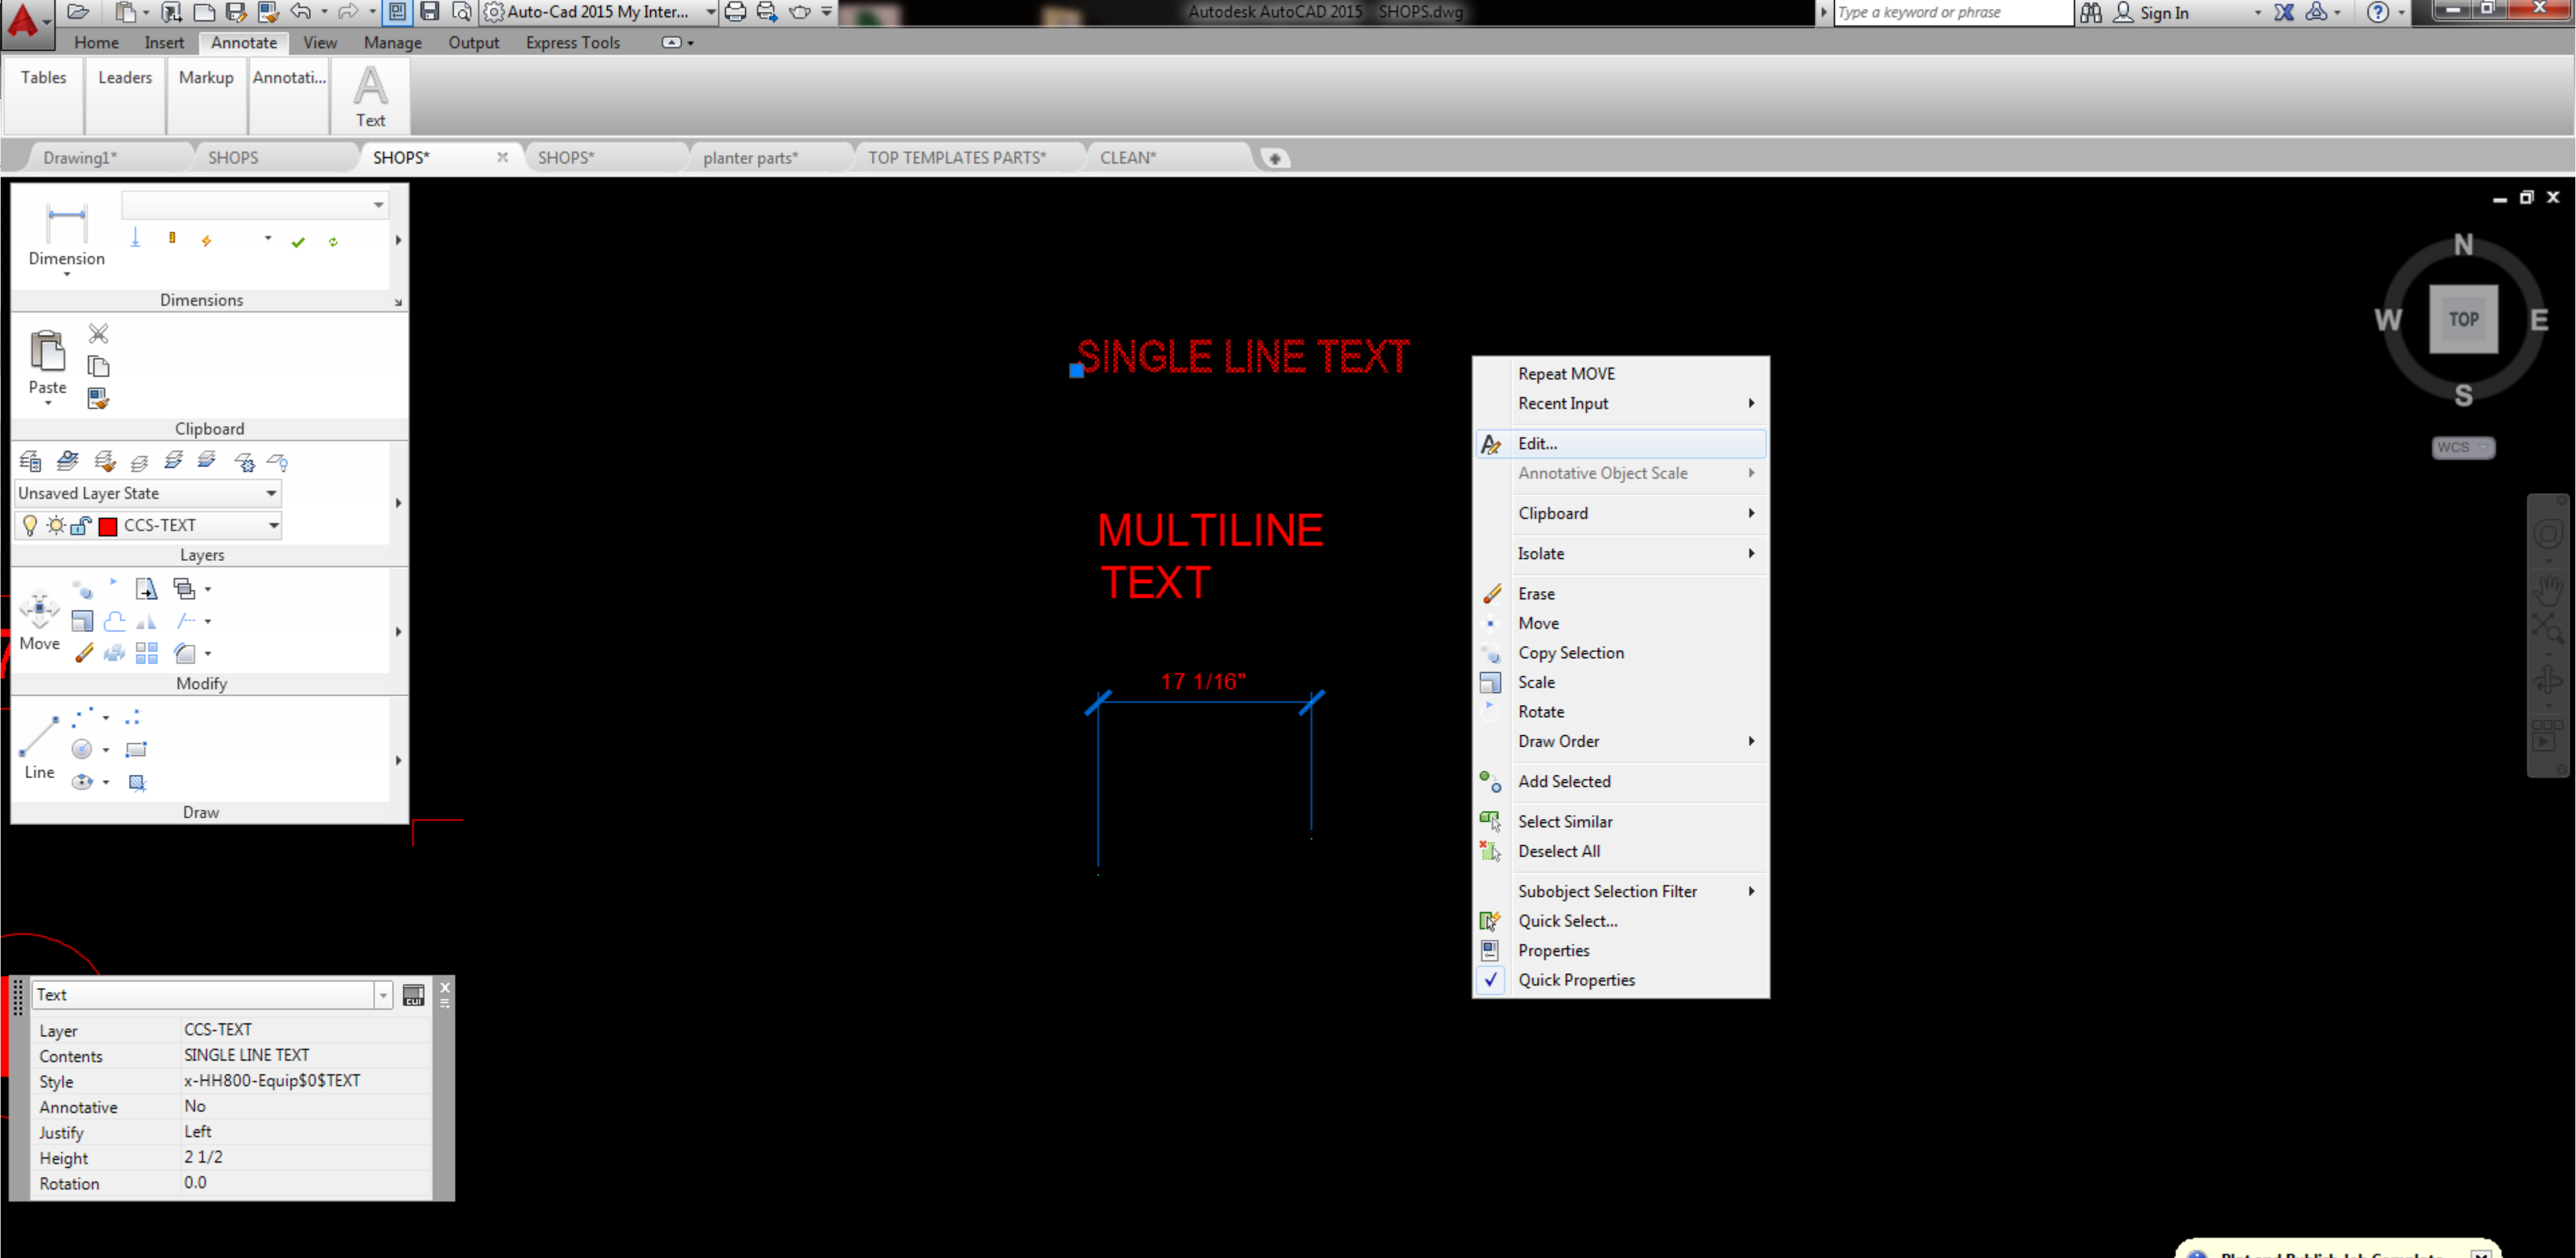 Auto-Cad 2015 My Inter...
Autodesk AutoCAD 2015 SHOPS.dwg
Type a keyword or phrase
Sign In
Home Insert Annotate View Manage Output Express Tools
Tables Leaders Markup Annotati... A
Text
Drawing1* SHOPS SHOPS* SHOPS* planter parts* TOP TEMPLATES PARTS* CLEAN*
Dimension
Dimensions
Paste
Clipboard
Unsaved Layer State
CCS-TEXT
Layers
Move
Modify
Line
Draw
SINGLE LINE TEXT
MULTILINE
TEXT
17 1/16"
Repeat MOVE
Recent Input
Edit...
Annotative Object Scale
Clipboard
Isolate
Erase
Move
Copy Selection
Scale
Rotate
Draw Order
Add Selected
Select Similar
Deselect All
Subobject Selection Filter
Quick Select...
Properties
Quick Properties
N
W TOP E
S
WCS
Text
CUI
Layer CCS-TEXT
Contents SINGLE LINE TEXT
Style x-HH800-Equip$0$TEXT
Annotative No
Justify Left
Height 2 1/2
Rotation 0.0
Plot and Publish Job Complete